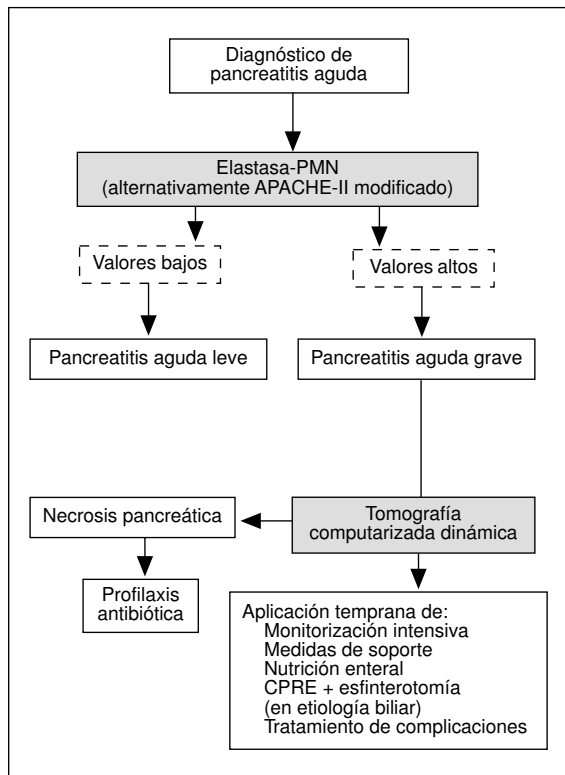 Diagnóstico de
pancreatitis aguda
Elastasa-PMN
(alternativamente APACHE-II modificado)
Valores bajos
Valores altos
Pancreatitis aguda leve
Pancreatitis aguda grave
Necrosis pancreática
Tomografía
computarizada dinámica
Profilaxis
antibiótica
Aplicación temprana de:
Monitorización intensiva
Medidas de soporte
Nutrición enteral
CPRE + esfinterotomía
(en etiología biliar)
Tratamiento de complicaciones